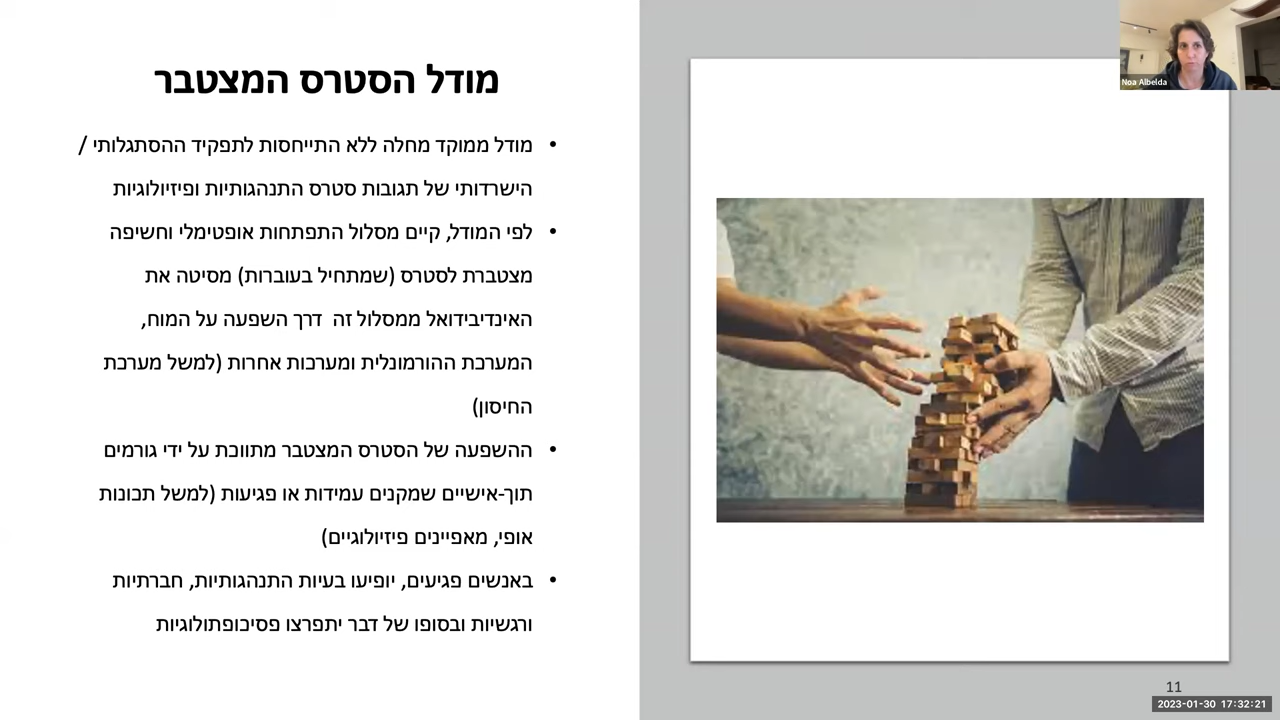 מודל הסטרס המצטבר
• מודל ממוקד מחלה ללא התייחסות לתפקיד ההסתגלותי /
הישרדותי של תגובות סטרס התנהגותיות ופיזיולוגיות
• לפי המודל, קיים מסלול התפתחות אופטימלי וחשיפה
מצטברת לסטרס (שמתחיל בעוברות) מסיטה את
האינדיבידואל ממסלול זה דרך השפעה על המוח,
המערכת ההורמונלית ומערכות אחרות (למשל מערכת
החיסון)
• ההשפעה של הסטרס המצטבר מתווכת על ידי גורמים
תוך-אישיים שמקנים עמידות או פגיעות (למשל תכונות
אופי, מאפיינים פיזיולוגיים)
• באנשים פגיעים, יופיעו בעיות התנהגותיות, חברתיות
ורגשיות ובסופו של דבר יתפרצו פסיכופתולוגיות
Noa Albelda
11
2023-01-30 17:32:21